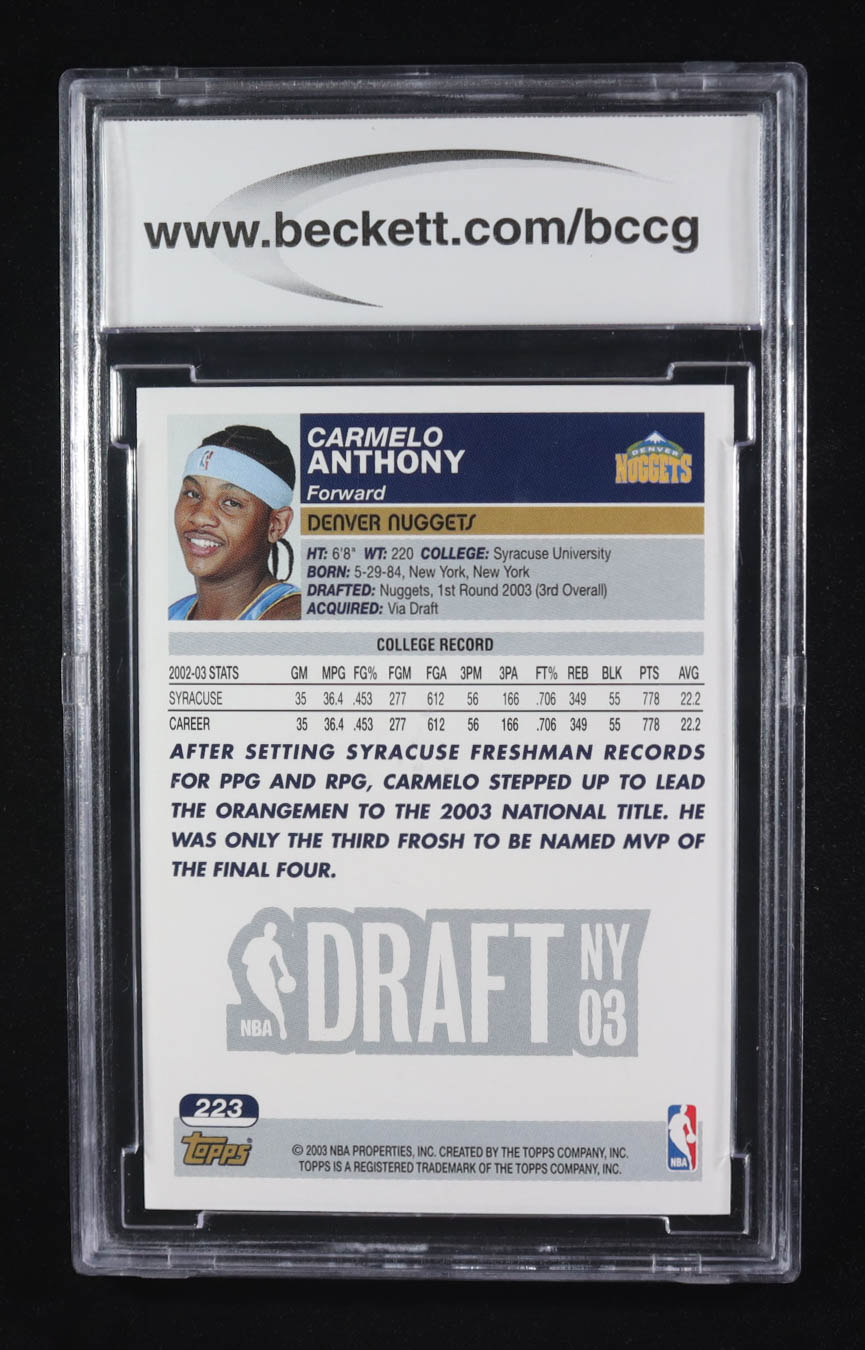 www.beckett.com/bccg
CARMELO
ANTHONY
Forward
DENVER NUGGETS
DENVER
NUGGETS
HT: 6'8" WT: 220 COLLEGE: Syracuse University
BORN: 5-29-84, New York, New York
DRAFTED: Nuggets, 1st Round 2003 (3rd Overall)
ACQUIRED: Via Draft
COLLEGE RECORD
2002-03 STATS GM MPG FG% FGM FGA 3PM 3PA FT% REB BLK PTS AVG
SYRACUSE 35 36.4 .453 277 612 56 166 .706 349 55 778 22.2
CAREER 35 36.4 .453 277 612 56 166 .706 349 55 778 22.2
AFTER SETTING SYRACUSE FRESHMAN RECORDS
FOR PPG AND RPG, CARMELO STEPPED UP TO LEAD
THE ORANGEMEN TO THE 2003 NATIONAL TITLE. HE
WAS ONLY THE THIRD FROSH TO BE NAMED MVP OF
THE FINAL FOUR.
NBA DRAFT NY
03
223
Topps®
© 2003 NBA PROPERTIES, INC. CREATED BY THE TOPPS COMPANY, INC.
TOPPS IS A REGISTERED TRADEMARK OF THE TOPPS COMPANY, INC.
NBA